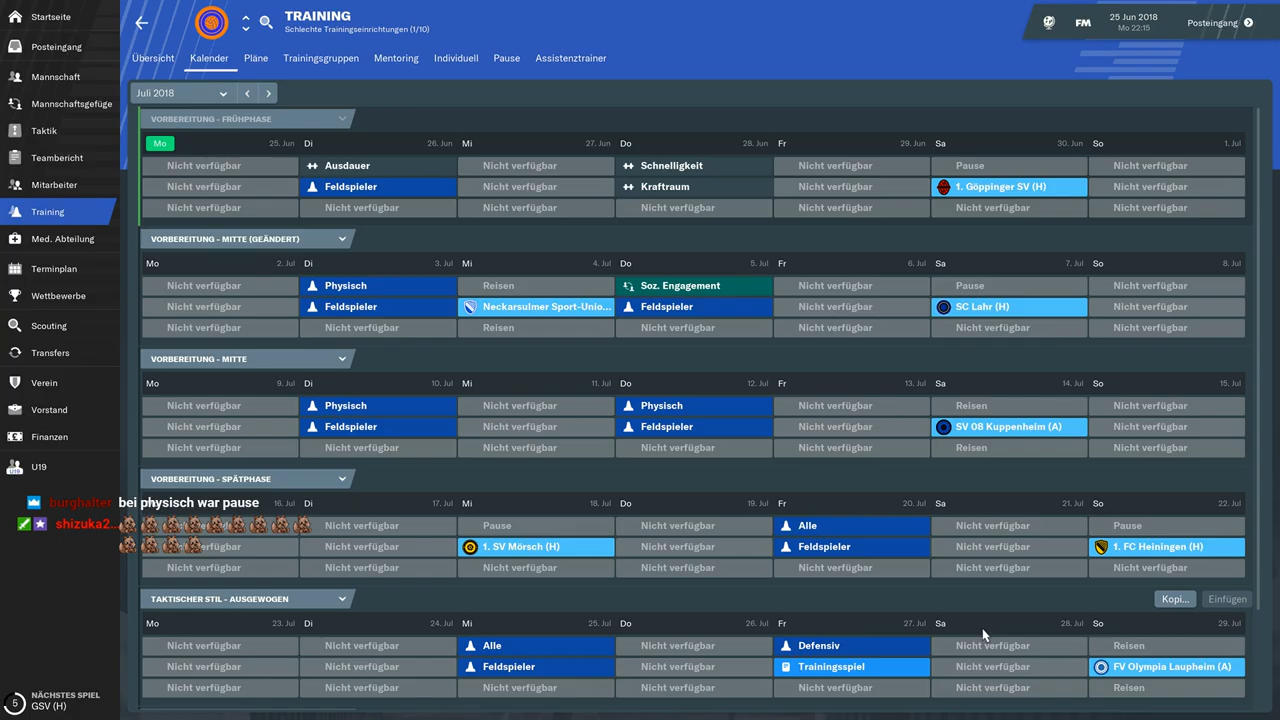 Startseite
Posteingang
Mannschaft
Mannschaftsgefüge
Taktik
Teambericht
Mitarbeiter
Training
Med. Abteilung
Terminplan
Wettbewerbe
Scouting
Transfers
Verein
Vorstand
Finanzen
U19
U19
NÄCHSTES SPIEL
5 GSV (H)
TRAINING
Schlechte Trainingseinrichtungen (1/10)
FM 25 Jun 2018
Mo 22:15
Posteingang
Übersicht Kalender Pläne Trainingsgruppen Mentoring Individuell Pause Assistenztrainer
Juli 2018
VORBEREITUNG - FRÜHPHASE
Mo 25. Jun Di 26. Jun Mi 27. Jun Do 28. Jun Fr 29. Jun Sa 30. Jun So 1. Jul
Nicht verfügbar Ausdauer Nicht verfügbar Schnelligkeit Nicht verfügbar Pause Nicht verfügbar
Nicht verfügbar Feldspieler Nicht verfügbar Kraftraum Nicht verfügbar 1. Göppinger SV (H) Nicht verfügbar
Nicht verfügbar Nicht verfügbar Nicht verfügbar Nicht verfügbar Nicht verfügbar Nicht verfügbar Nicht verfügbar
VORBEREITUNG - MITTE (GEÄNDERT)
Mo 2. Jul Di 3. Jul Mi 4. Jul Do 5. Jul Fr 6. Jul Sa 7. Jul So 8. Jul
Nicht verfügbar Physisch Reisen Soz. Engagement Nicht verfügbar Pause Nicht verfügbar
Nicht verfügbar Feldspieler Neckarsulmer Sport-Unio... Feldspieler Nicht verfügbar SC Lahr (H) Nicht verfügbar
Nicht verfügbar Nicht verfügbar Reisen Nicht verfügbar Nicht verfügbar Nicht verfügbar Nicht verfügbar
VORBEREITUNG - MITTE
Mo 9. Jul Di 10. Jul Mi 11. Jul Do 12. Jul Fr 13. Jul Sa 14. Jul So 15. Jul
Nicht verfügbar Physisch Nicht verfügbar Physisch Nicht verfügbar Reisen Nicht verfügbar
Nicht verfügbar Feldspieler Nicht verfügbar Feldspieler Nicht verfügbar SV 08 Kuppenheim (A) Nicht verfügbar
Nicht verfügbar Nicht verfügbar Nicht verfügbar Nicht verfügbar Nicht verfügbar Reisen Nicht verfügbar
VORBEREITUNG - SPÄTPHASE
burghalter bei physisch war pause
16. Jul 17. Jul Mi 18. Jul Do 19. Jul Fr 20. Jul Sa 21. Jul So 22. Jul
shizuka2...
Nicht verfügbar Pause Nicht verfügbar Alle Nicht verfügbar Pause
Nicht verfügbar 1. SV Mörsch (H) Nicht verfügbar Feldspieler Nicht verfügbar 1. FC Heiningen (H)
Nicht verfügbar Nicht verfügbar Nicht verfügbar Nicht verfügbar Nicht verfügbar Nicht verfügbar Nicht verfügbar
TAKTISCHER STIL - AUSGEWOGEN Kopi... Einfügen
Mo 23. Jul Di 24. Jul Mi 25. Jul Do 26. Jul Fr 27. Jul Sa 28. Jul So 29. Jul
Nicht verfügbar Nicht verfügbar Alle Nicht verfügbar Defensiv Nicht verfügbar Reisen
Nicht verfügbar Nicht verfügbar Feldspieler Nicht verfügbar Trainingsspiel Nicht verfügbar FV Olympia Laupheim (A)
Nicht verfügbar Nicht verfügbar Nicht verfügbar Nicht verfügbar Nicht verfügbar Nicht verfügbar Reisen